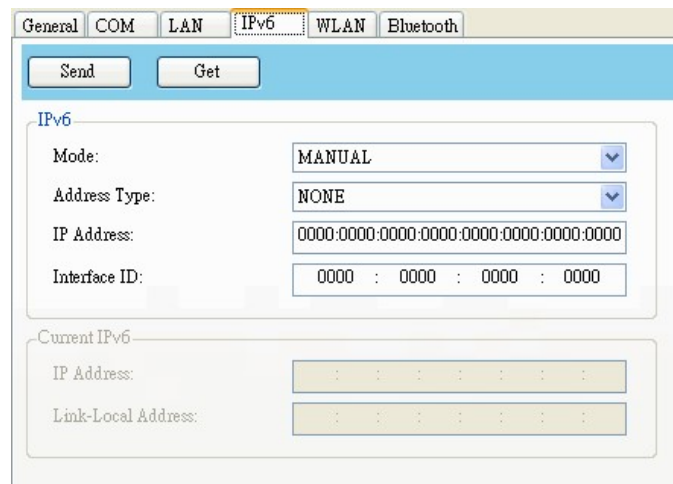 General COM LAN IPv6 WLAN Bluetooth
Send Get
IPv6
Mode: MANUAL
Address Type: NONE
IP Address: 0000:0000:0000:0000:0000:0000:0000:0000
Interface ID: 0000 : 0000 : 0000 : 0000
Current IPv6
IP Address: : : : : : : :
Link-Local Address: : : : : : : :